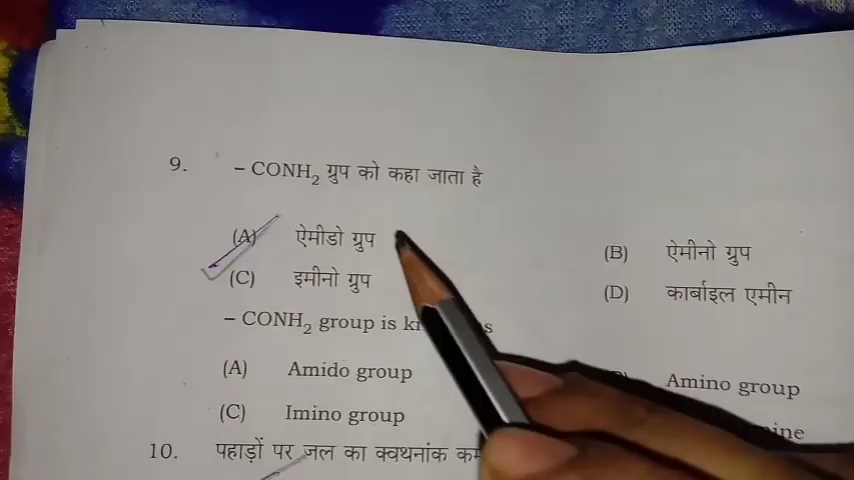 9. – CONH₂ ग्रुप को कहा जाता है
(A) ऐमीडो ग्रुप (B) ऐमीनो ग्रुप
(C) इमीनो ग्रुप (D) कार्बाइल एमीन
– CONH₂ group is
(A) Amido group Amino group
(C) Imino group
10. पहाड़ों पर जल का क्वथनांक